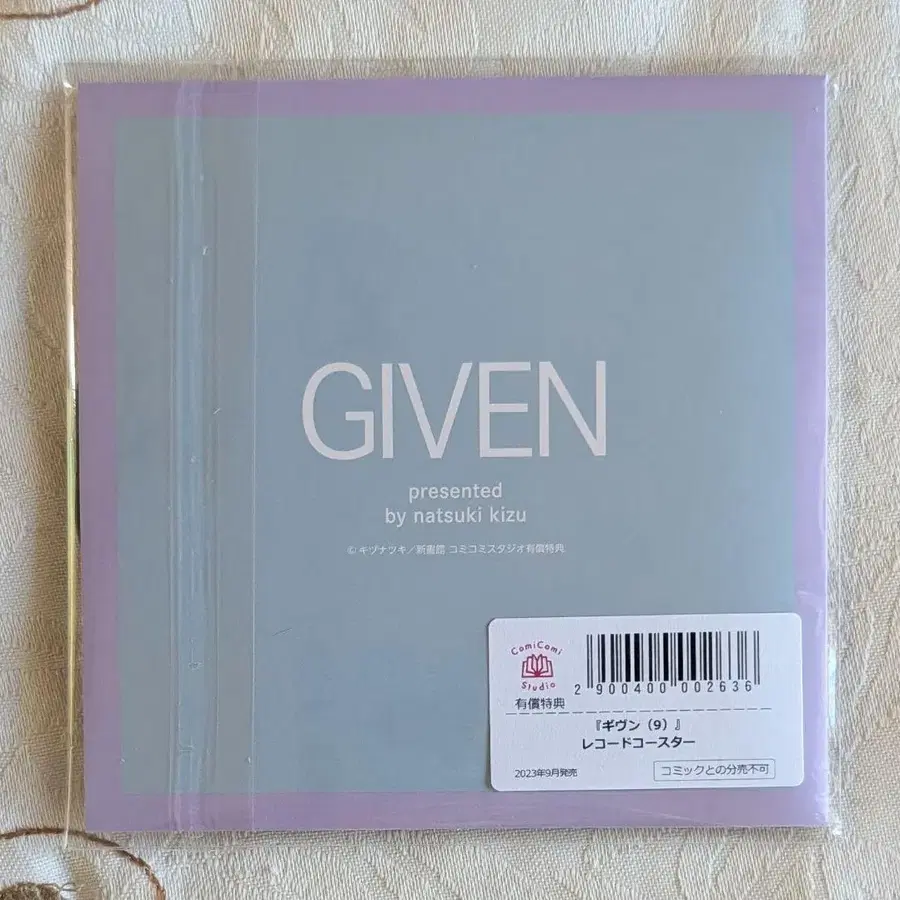 GIVEN
presented
by natsuki kizu
© キヅナツキ／新書館 コミコミスタジオ有償特典
ComiComi
Studio
有償特典
2 900400 002636
『ギヴン（9）』
レコードコースター
2023年9月発売
コミックとの分売不可